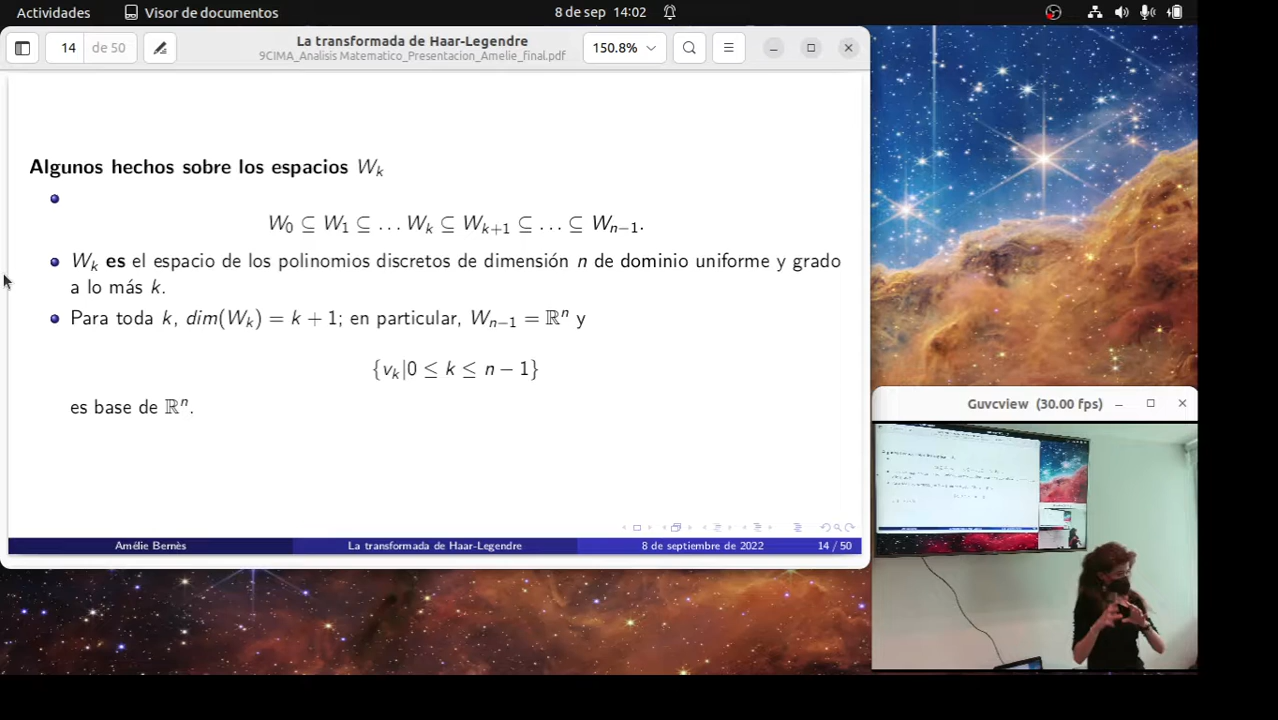 Actividades
Visor de documentos
8 de sep 14:02
14 de 50
La transformada de Haar-Legendre
9CIMA_Analisis Matematico_Presentacion_Amelie_final.pdf
150.8%
Algunos hechos sobre los espacios W_k
W_0 ⊆ W_1 ⊆ … W_k ⊆ W_{k+1} ⊆ … ⊆ W_{n−1}.
W_k es el espacio de los polinomios discretos de dimensión n de dominio uniforme y grado
a lo más k.
Para toda k, dim(W_k) = k + 1; en particular, W_{n−1} = ℝ^n y
{v_k|0 ≤ k ≤ n − 1}
es base de ℝ^n.
Amélie Bernès
La transformada de Haar-Legendre
8 de septiembre de 2022
14 / 50
Guvcview (30.00 fps)